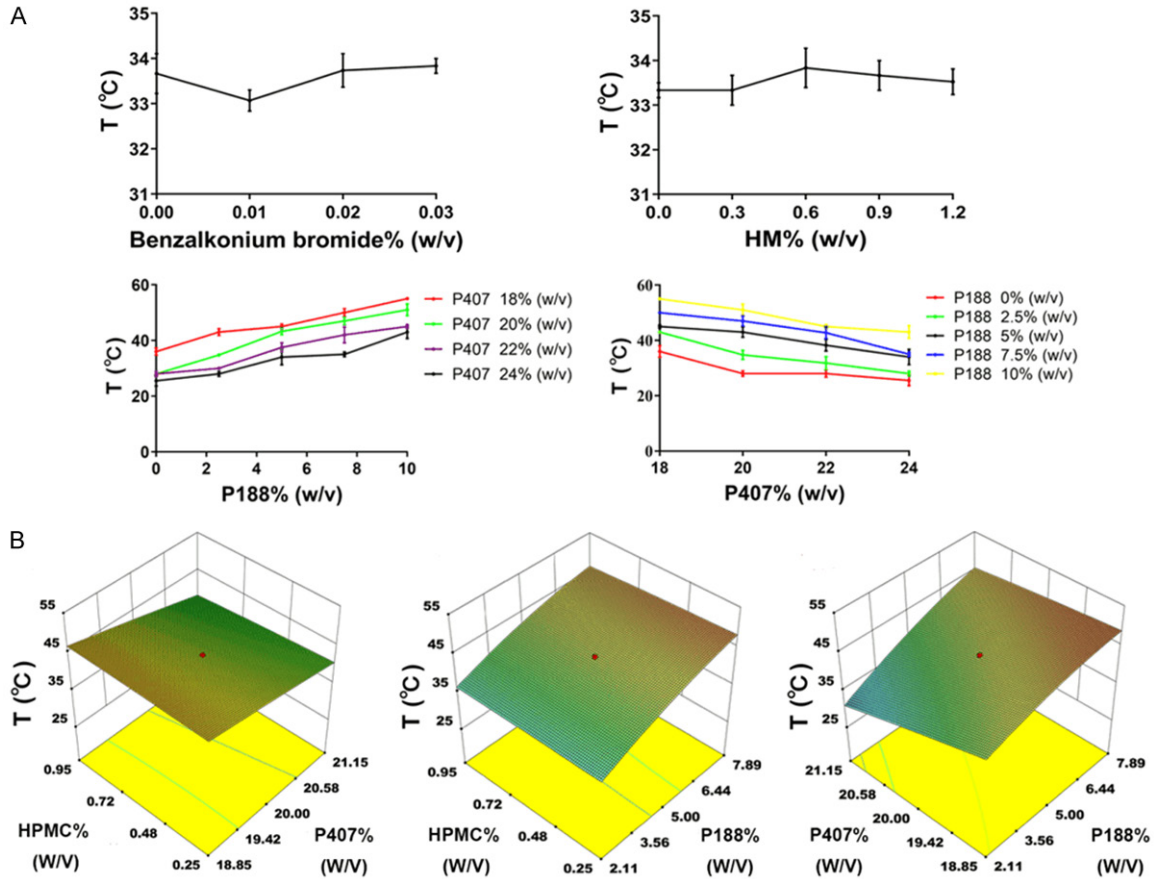 A
T (℃)
35
34
33
32
31
0.00 0.01 0.02 0.03
Benzalkonium bromide% (w/v)
T (℃)
35
34
33
32
31
0.0 0.3 0.6 0.9 1.2
HM% (w/v)
T (℃)
60
40
20
0
0 2 4 6 8 10
P188% (w/v)
P407 18% (w/v)
P407 20% (w/v)
P407 22% (w/v)
P407 24% (w/v)
T (℃)
60
40
20
0
18 20 22 24
P407% (w/v)
P188 0% (w/v)
P188 2.5% (w/v)
P188 5% (w/v)
P188 7.5% (w/v)
P188 10% (w/v)
B
T (℃)
55
45
35
25
0.95
0.72
0.48
0.25
HPMC%
(W/V)
18.85
19.42
20.00
20.58
21.15
P407%
(W/V)
T (℃)
55
45
35
25
0.95
0.72
0.48
0.25
HPMC%
(W/V)
2.11
3.56
5.00
6.44
7.89
P188%
(W/V)
T (℃)
55
45
35
25
21.15
20.58
20.00
19.42
18.85
P407%
(W/V)
2.11
3.56
5.00
6.44
7.89
P188%
(W/V)